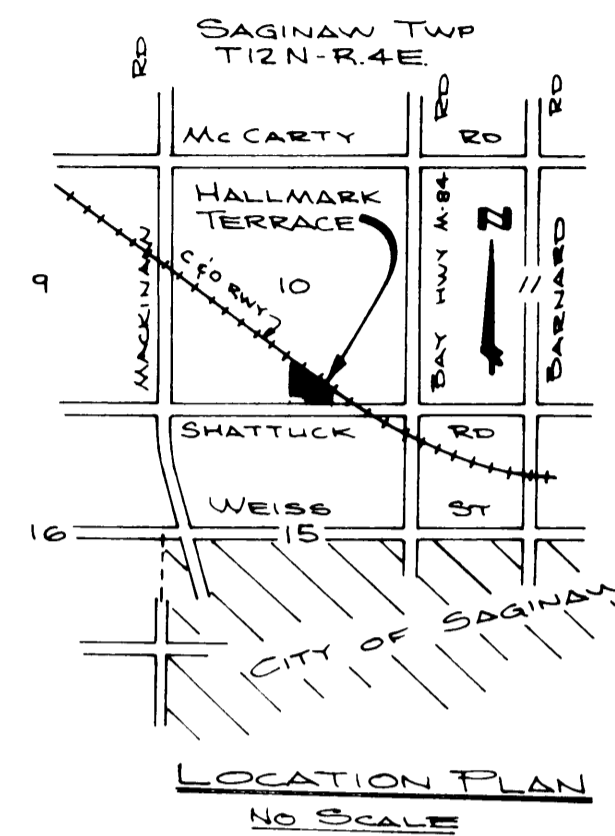 SAGINAW TWP
T12N-R.4E.
RD
RD
RD
MCCARTY RD
HALLMARK
TERRACE
BAY HWY M-84
N
BARNARD
MACKINAW
C&O RWY
9
10
SHATTUCK RD
WEISS ST
16
15
CITY OF SAGINAW
LOCATION PLAN
NO SCALE